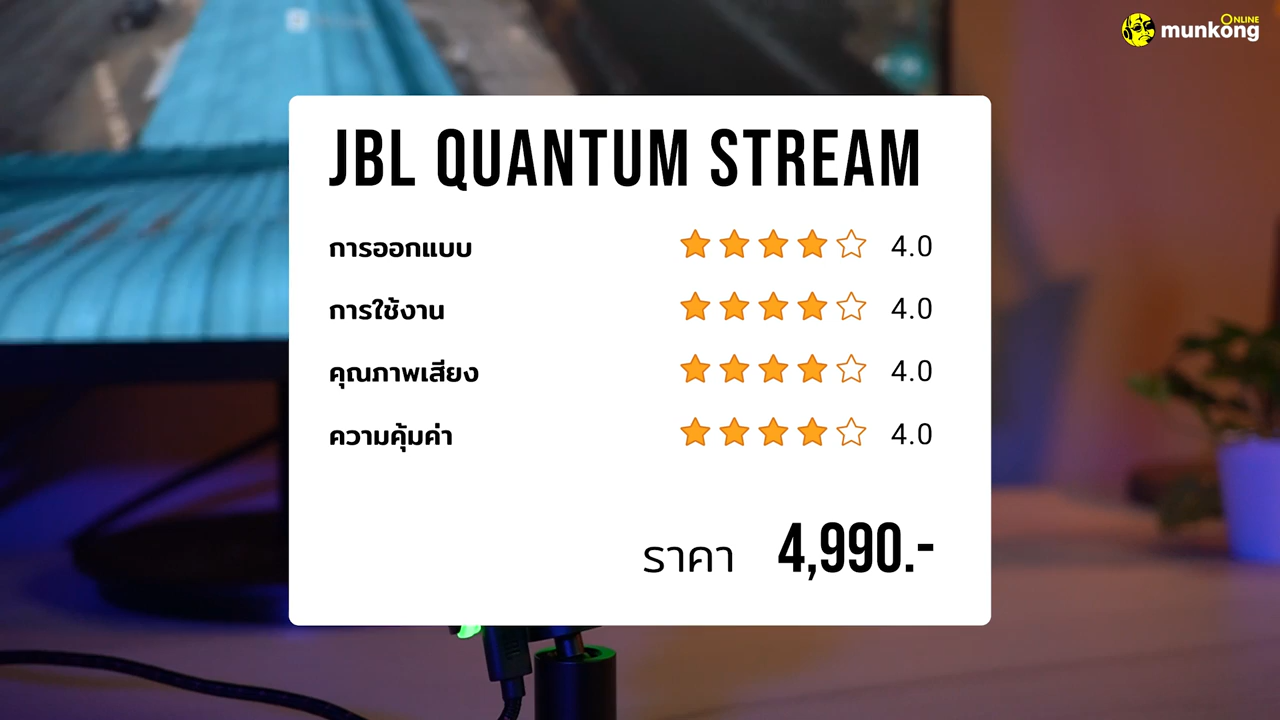 ONLINE
munkong
JBL QUANTUM STREAM
การออกแบบ 4.0
การใช้งาน 4.0
คุณภาพเสียง 4.0
ความคุ้มค่า 4.0
ราคา 4,990.-